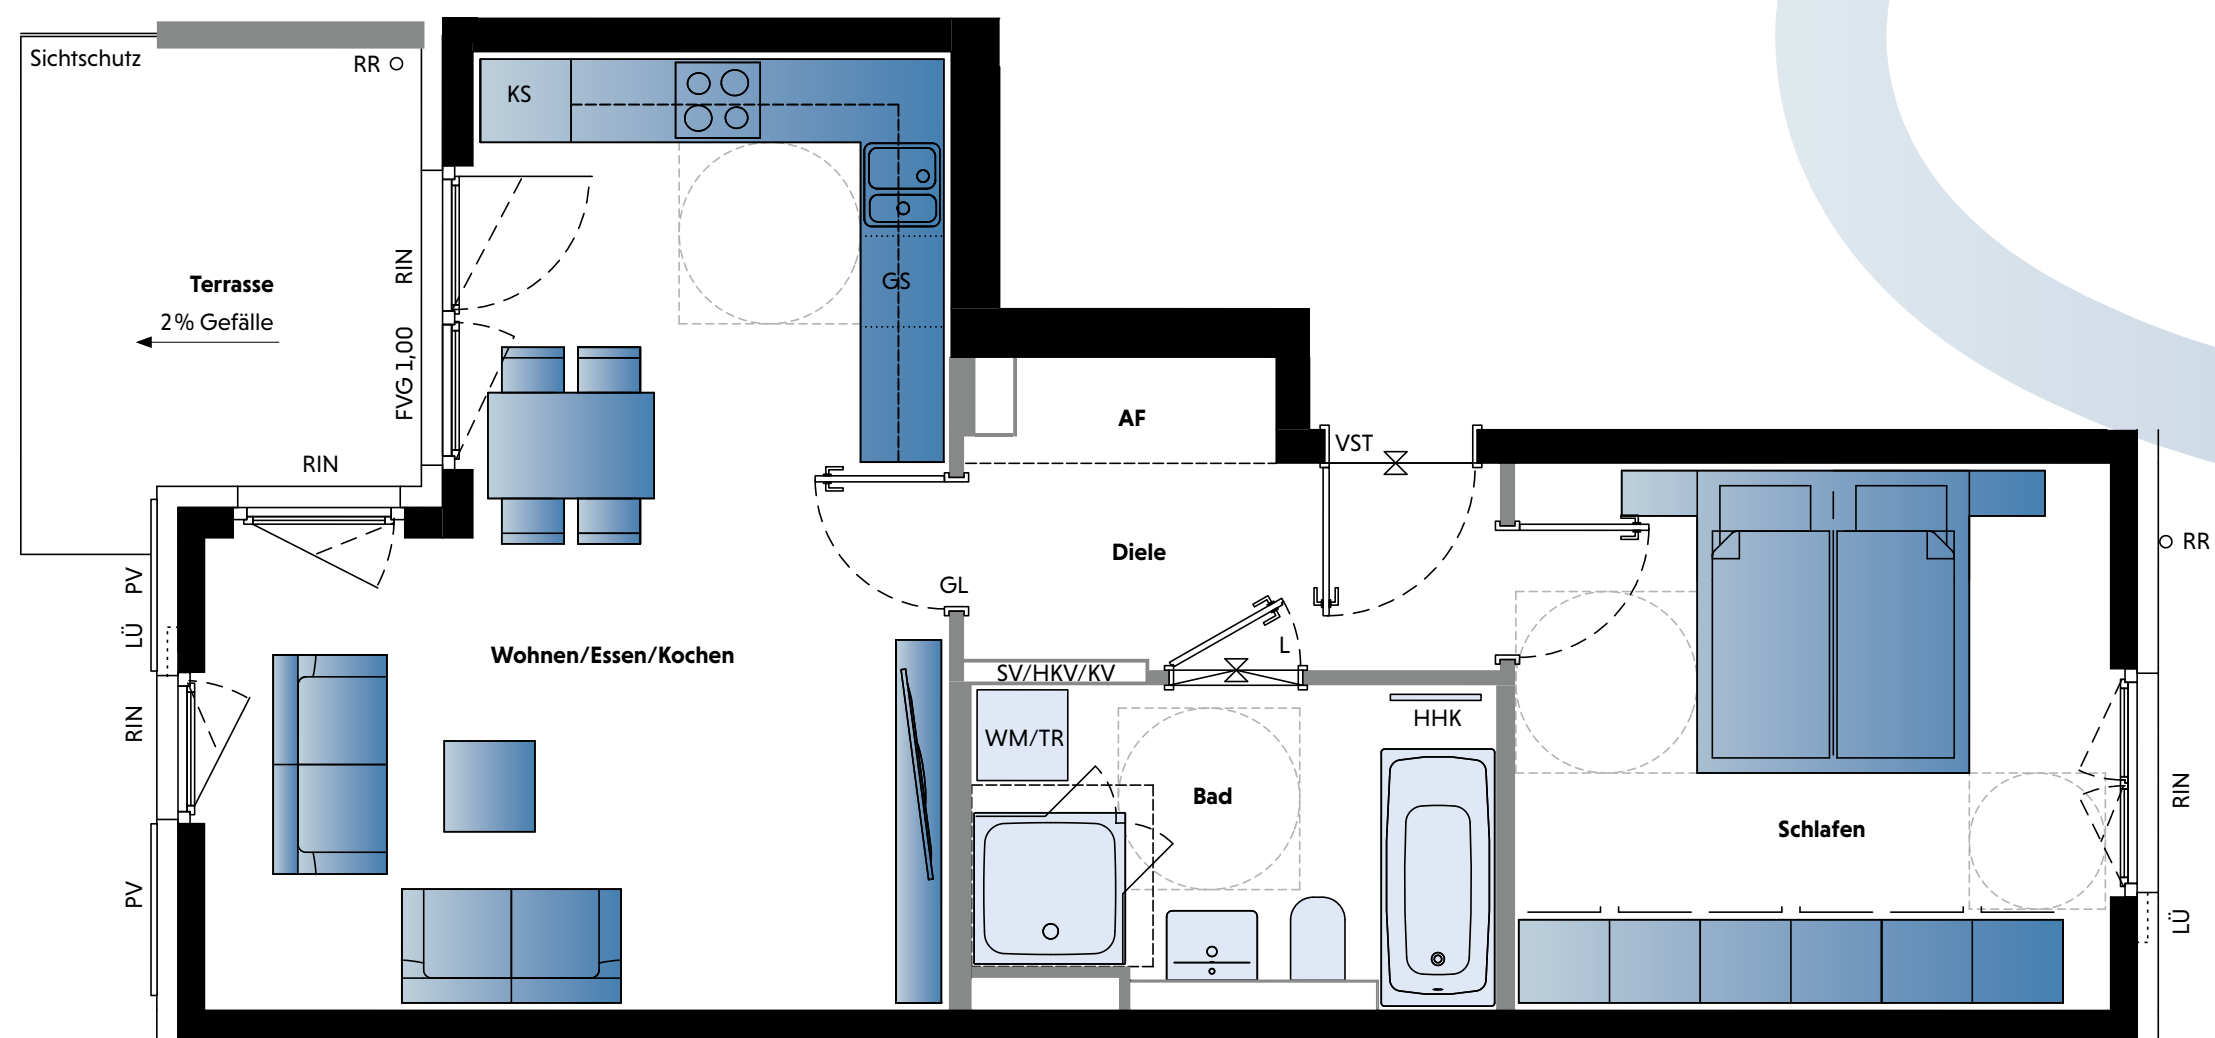 Sichtschutz
RR
KS
RIN
Terrasse
2% Gefälle
GS
FVG 1,00
AF
VST
RIN
Diele
RR
PV
GL
LÜ
Wohnen/Essen/Kochen
L
SV/HKV/KV
RIN
HHK
WM/TR
Bad
RIN
Schlafen
PV
LÜ